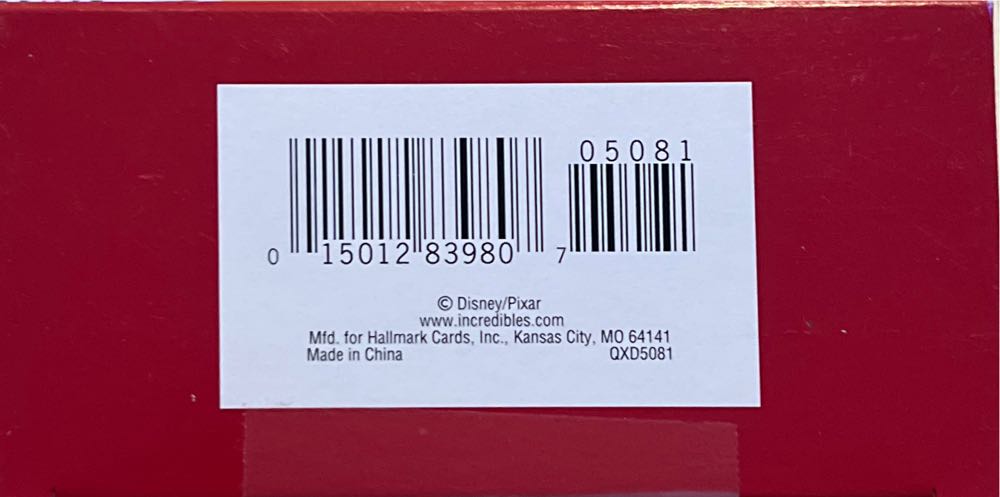 05081
0 15012 83980 7
© Disney/Pixar
www.incredibles.com
Mfd. for Hallmark Cards, Inc., Kansas City, MO 64141
Made in China QXD5081